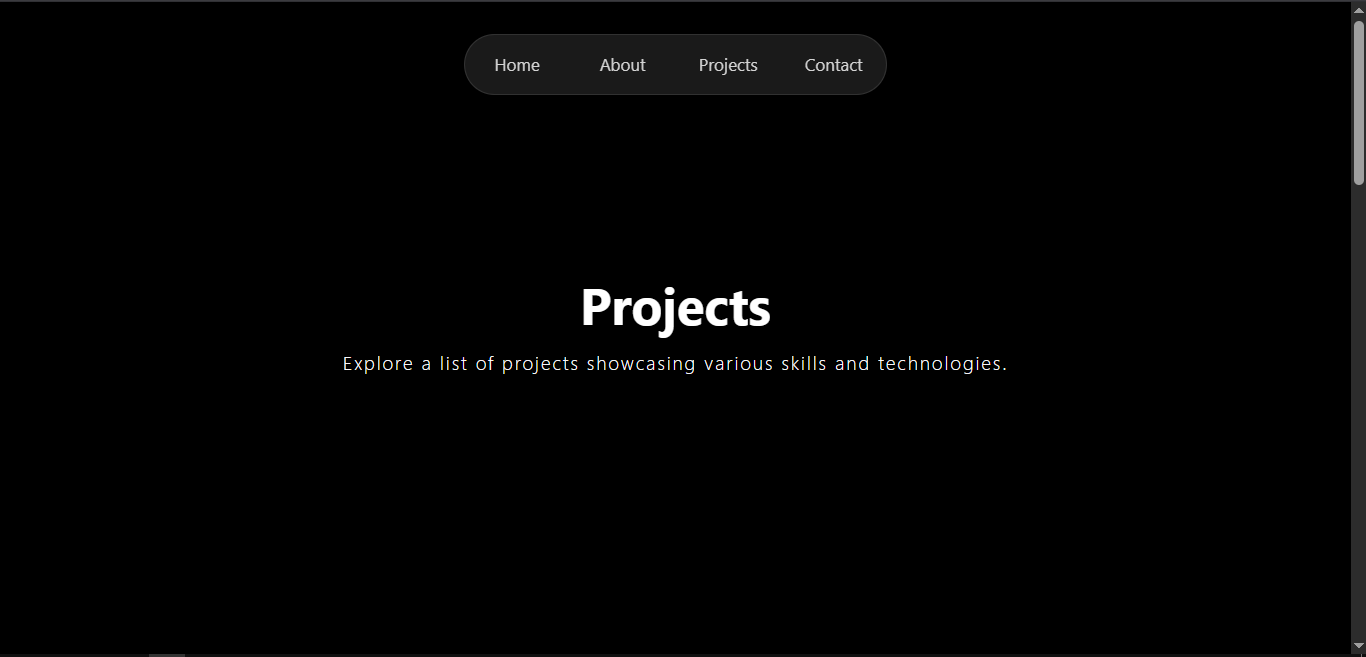 Home About Projects Contact
Projects
Explore a list of projects showcasing various skills and technologies.